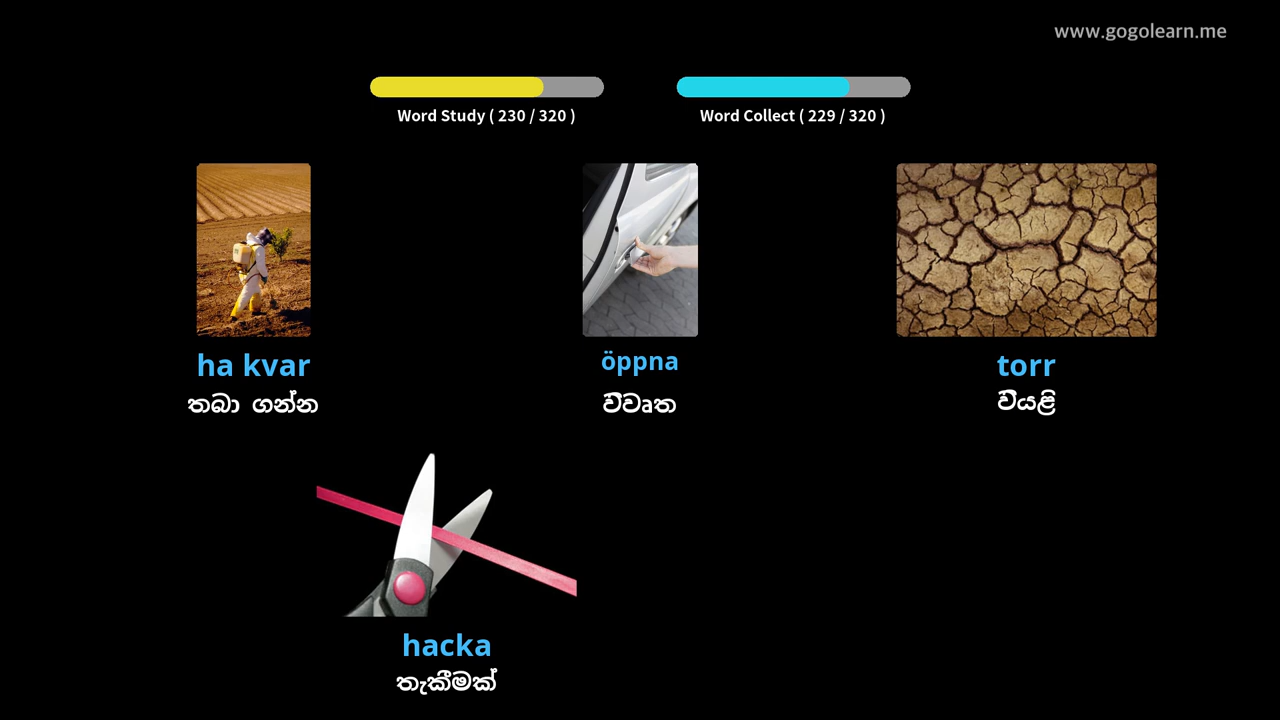 www.gogolearn.me
Word Study ( 230 / 320 )
Word Collect ( 229 / 320 )
ha kvar
තබා ගන්න
öppna
විවෘත
torr
වියළි
hacka
තැකීමක්